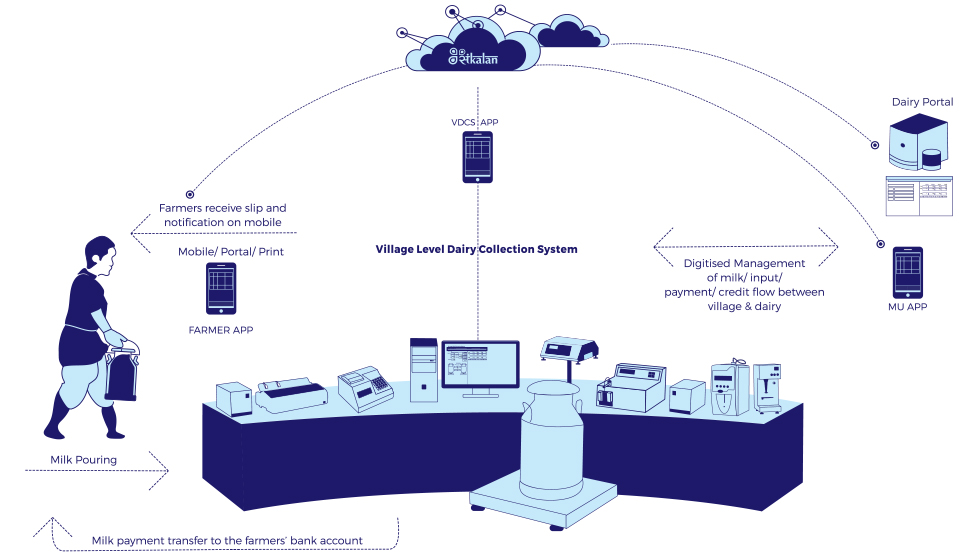 संkalan
VDCS APP
Dairy Portal
Farmers receive slip and
notification on mobile
Mobile/ Portal/ Print
FARMER APP
Village Level Dairy Collection System
Digitised Management
of milk/ input/
payment/ credit flow between
village & dairy
MU APP
Milk Pouring
Milk payment transfer to the farmers’ bank account